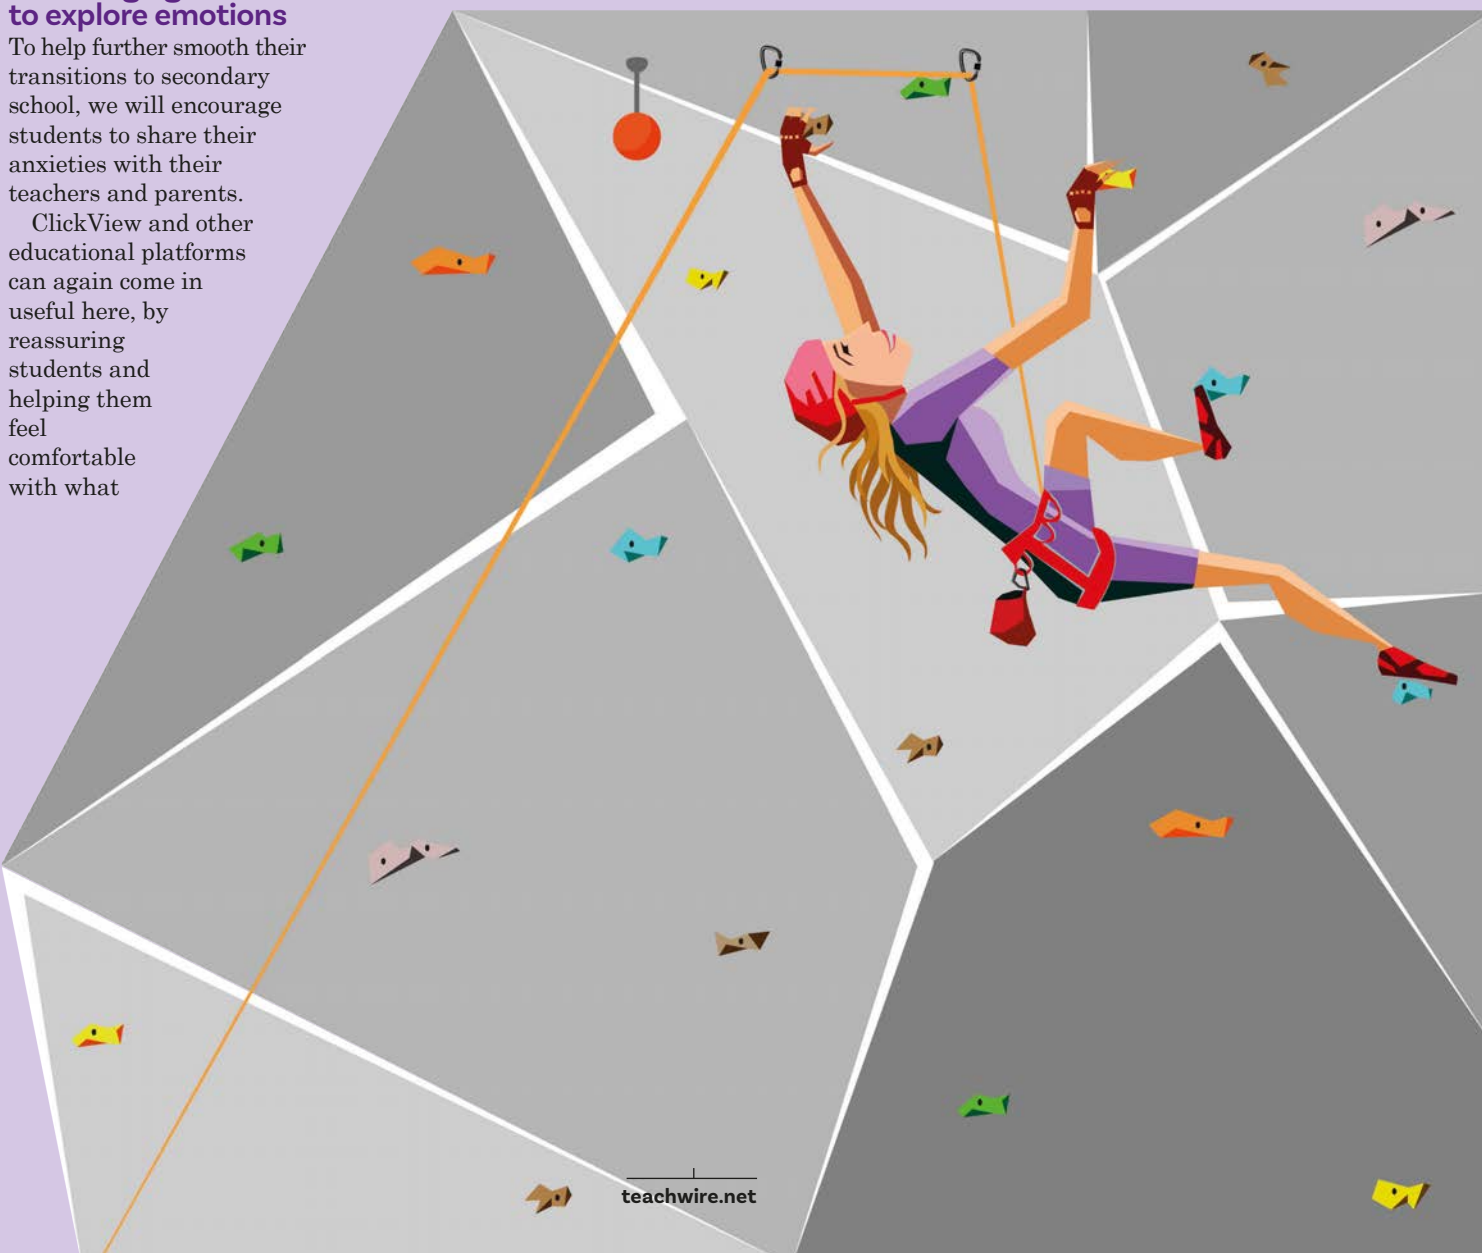 to explore emotions
To help further smooth their
transitions to secondary
school, we will encourage
students to share their
anxieties with their
teachers and parents.
ClickView and other
educational platforms
can again come in
useful here, by
reassuring
students and
helping them
feel
comfortable
with what
teachwire.net